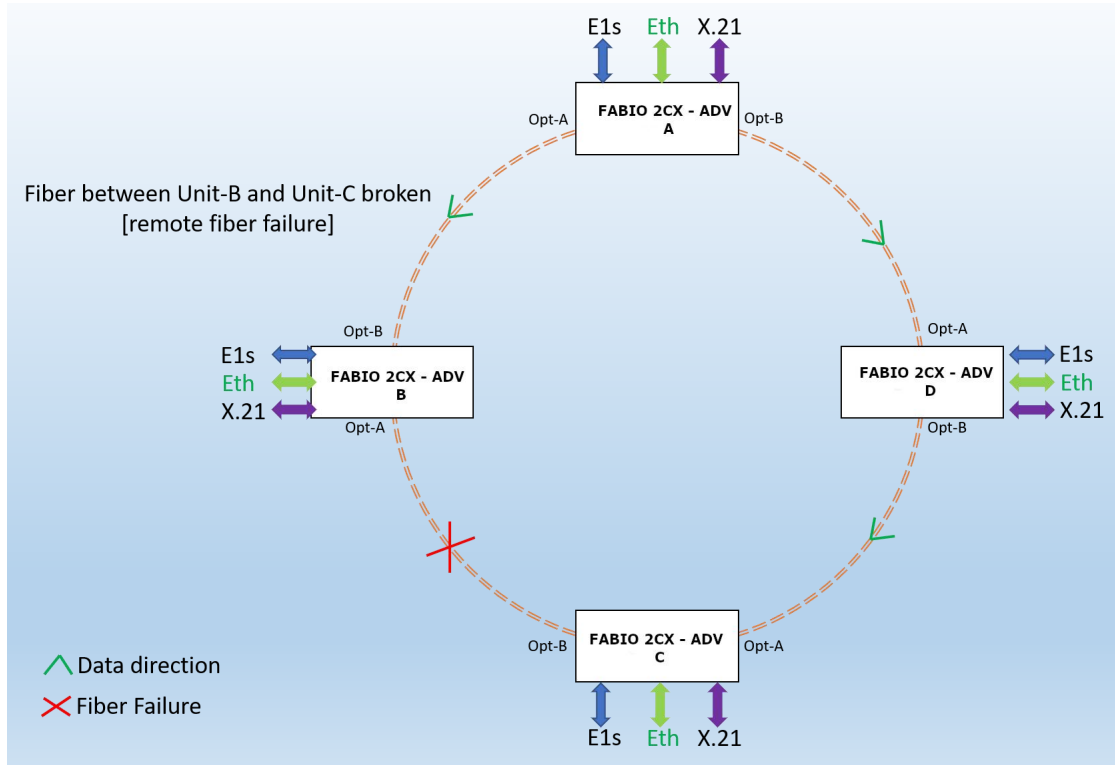 E1s Eth X.21
FABIO 2CX - ADV
A
Opt-A
Opt-B
Fiber between Unit-B and Unit-C broken
[remote fiber failure]
Opt-B
E1s
Eth
X.21
FABIO 2CX - ADV
B
Opt-A
Opt-A
FABIO 2CX - ADV
D
E1s
Eth
X.21
Opt-B
Opt-B
FABIO 2CX - ADV
C
Opt-A
E1s Eth X.21
Data direction
Fiber Failure